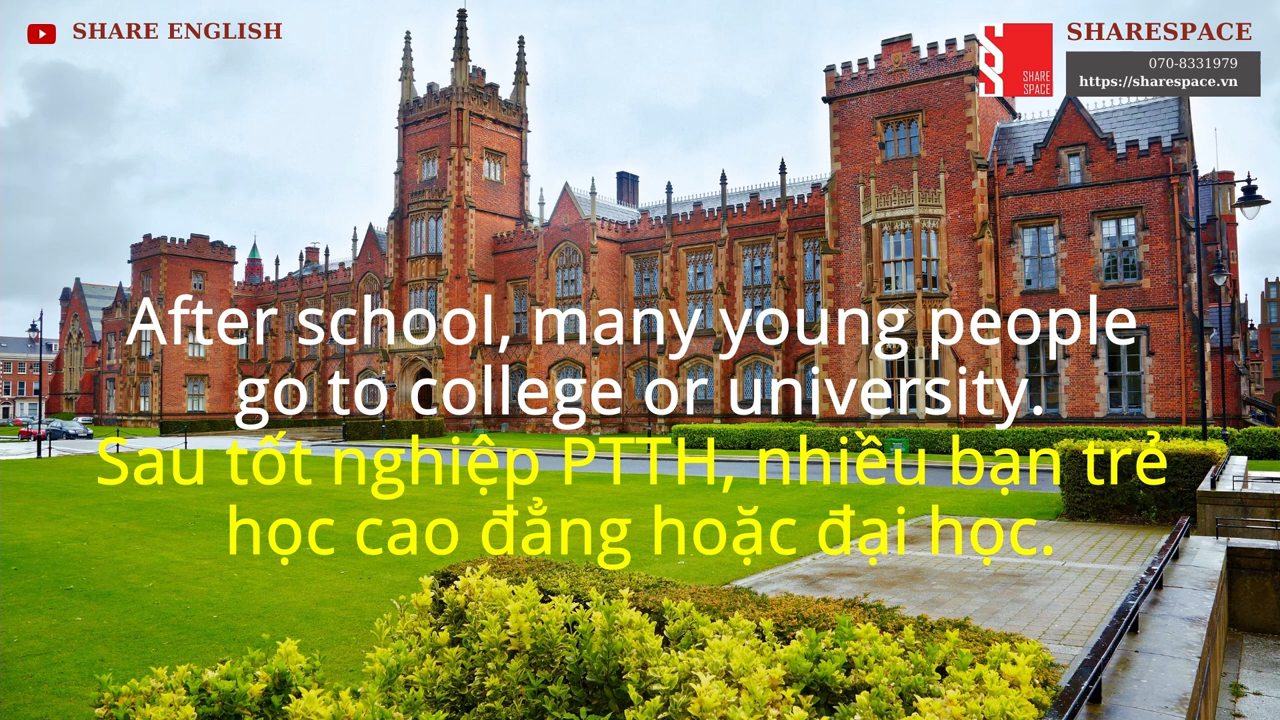 SHARE ENGLISH
SHARESPACE
070-8331979
https://sharespace.vn
SHARE
SPACE
After school, many young people
go to college or university.
Sau tốt nghiệp PTTH, nhiều bạn trẻ
học cao đẳng hoặc đại học.